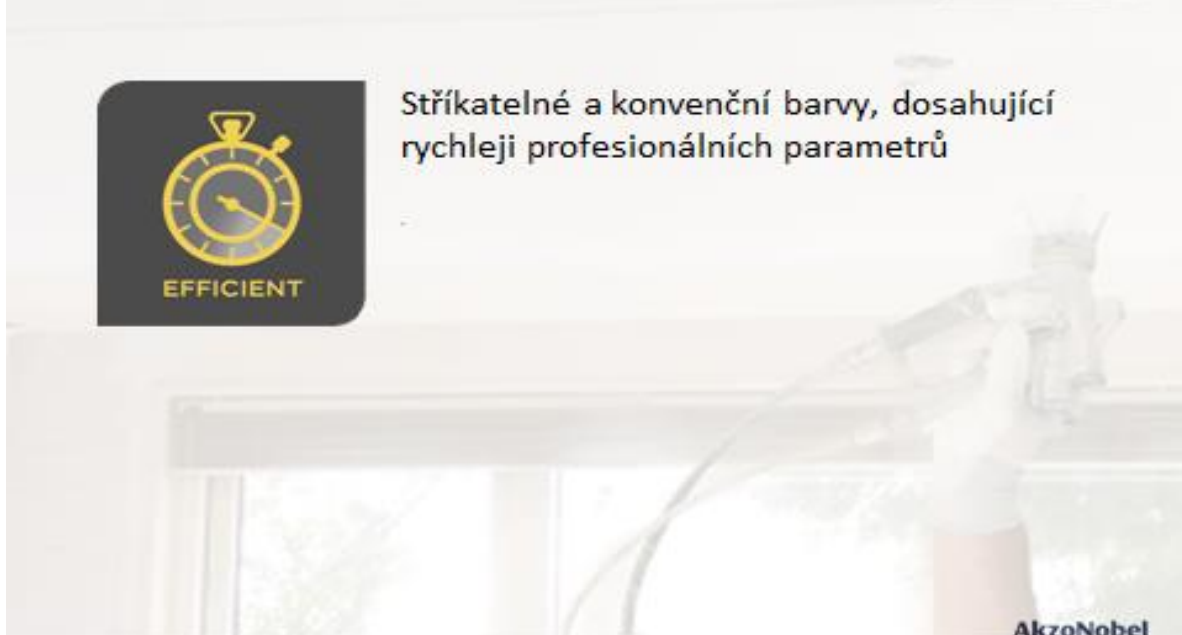 Stříkatelné a konvenční barvy, dosahující
rychleji profesionálních parametrů
EFFICIENT
AkzoNobel